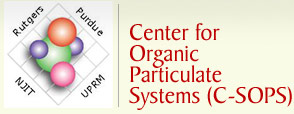 Rutgers
Purdue
NJIT
UPRM
Center for
Organic
Particulate
Systems (C-SOPS)